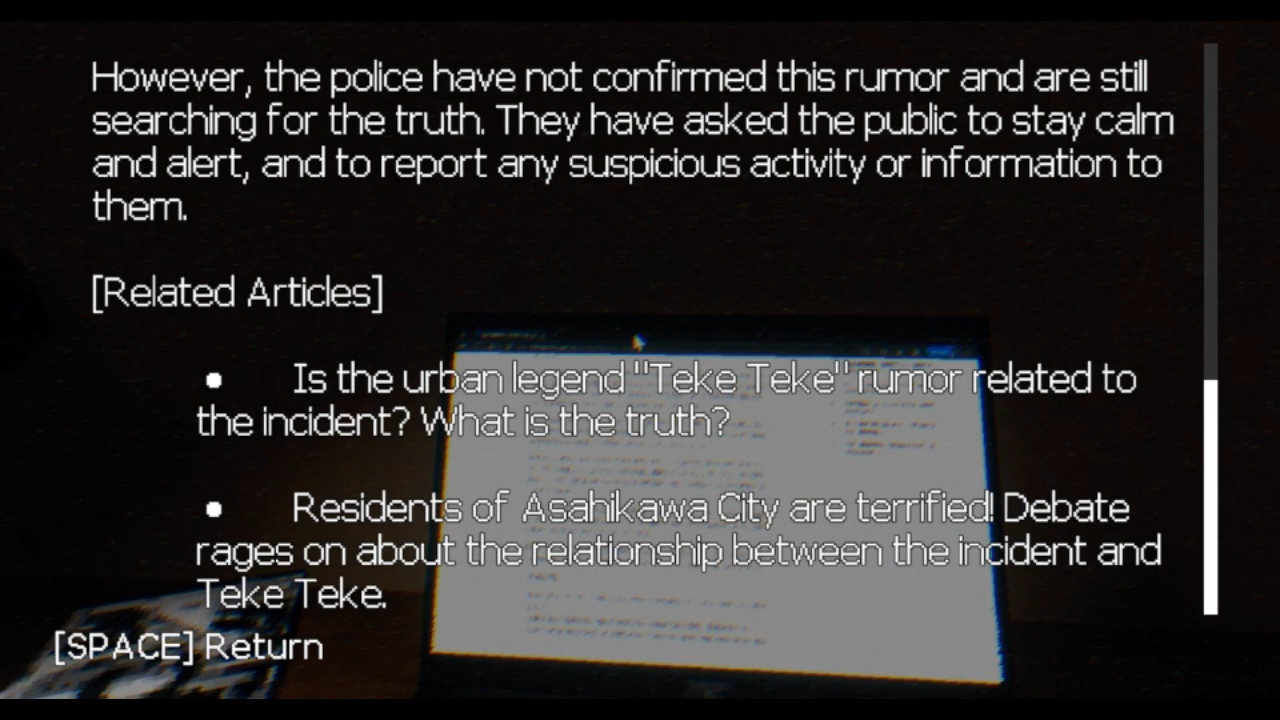 However, the police have not confirmed this rumor and are still
searching for the truth. They have asked the public to stay calm
and alert, and to report any suspicious activity or information to
them.
[Related Articles]
● Is the urban legend "Teke Teke" rumor related to
the incident? What is the truth?
● Residents of Asahikawa City are terrified! Debate
rages on about the relationship between the incident and
Teke Teke.
[SPACE] Return